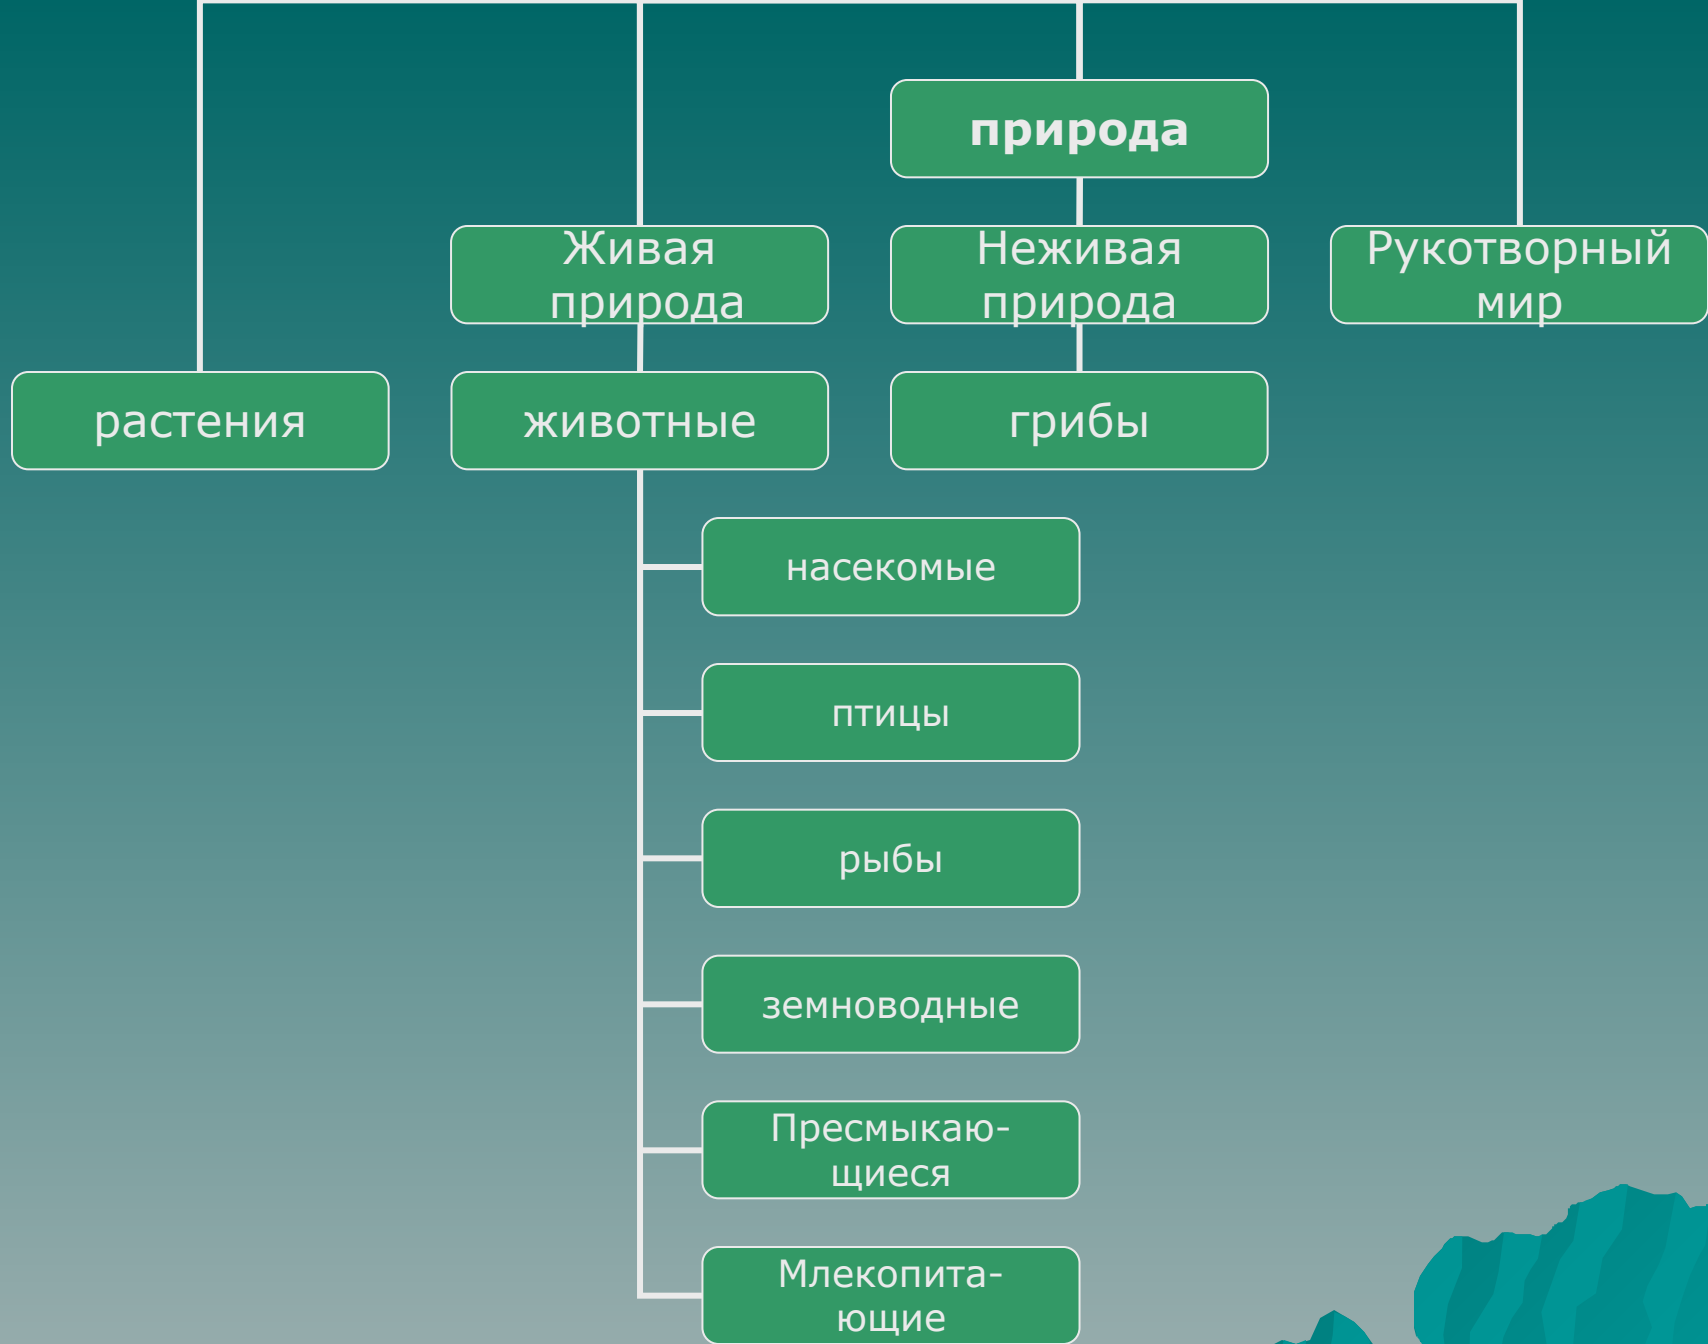 природа
Живая
природа
Неживая
природа
Рукотворный
мир
растения
животные
грибы
насекомые
птицы
рыбы
земноводные
Пресмыкаю-
щиеся
Млекопита-
ющие